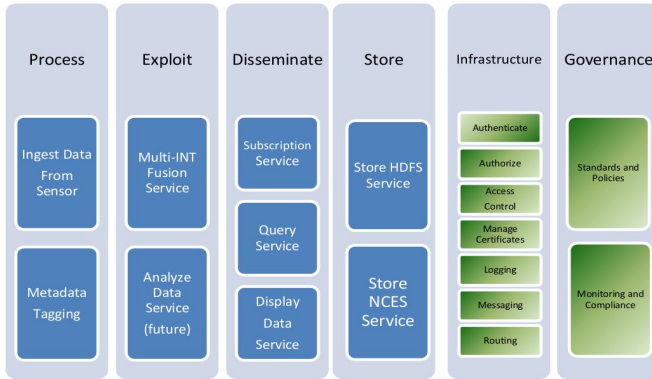 Process
Ingest Data
From
Sensor
Metadata
Tagging
Exploit
Multi-INT
Fusion
Service
Analyze
Data
Service
(future)
Disseminate
Subscription
Service
Query
Service
Display
Data
Service
Store
Store HDFS
Service
Store
NCES
Service
Infrastructure
Authenticate
Authorize
Access
Control
Manage
Certificates
Logging
Messaging
Routing
Governance
Standards and
Policies
Monitoring and
Compliance